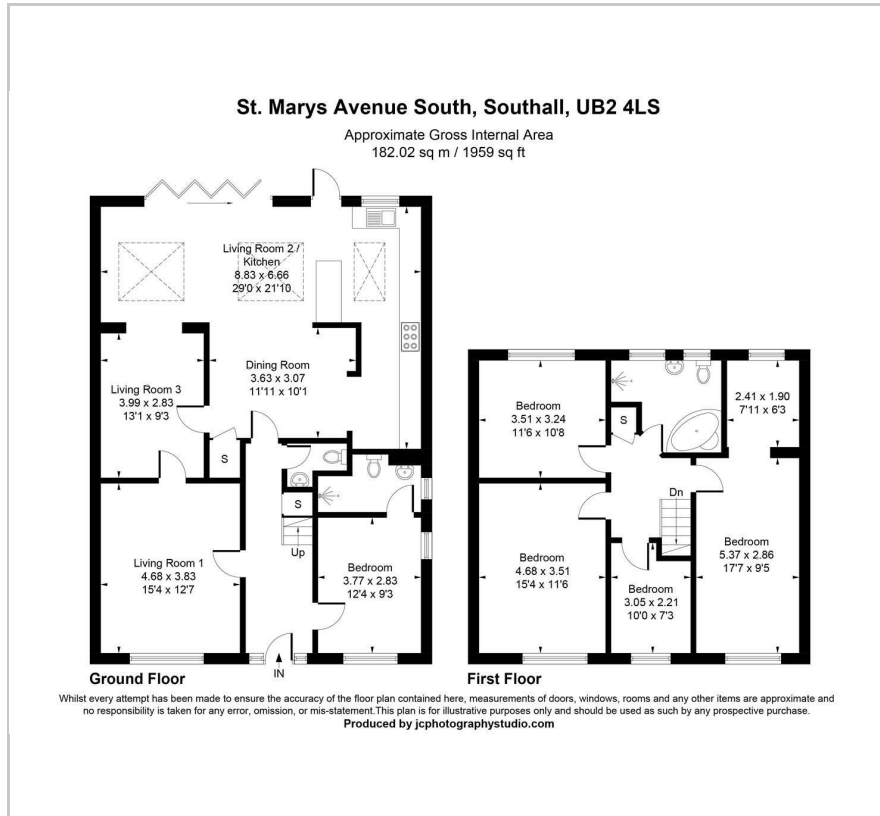 St. Marys Avenue South, Southall, UB2 4LS
Approximate Gross Internal Area
182.02 sq m / 1959 sq ft
Living Room 2 /
Kitchen
8.83 x 6.66
29'0 x 21'10
Dining Room
3.63 x 3.07
11'11 x 10'1
Living Room 3
3.99 x 2.83
13'1 x 9'3
S
S
Up
Living Room 1
4.68 x 3.83
15'4 x 12'7
Bedroom
3.77 x 2.83
12'4 x 9'3
IN
Ground Floor
Bedroom
3.51 x 3.24
11'6 x 10'8
S
2.41 x 1.90
7'11 x 6'3
Dn
Bedroom
4.68 x 3.51
15'4 x 11'6
Bedroom
3.05 x 2.21
10'0 x 7'3
Bedroom
5.37 x 2.86
17'7 x 9'5
First Floor
Whilst every attempt has been made to ensure the accuracy of the floor plan contained here, measurements of doors, windows, rooms and any other items are approximate and
no responsibility is taken for any error, omission, or mis-statement.This plan is for illustrative purposes only and should be used as such by any prospective purchase.
Produced by jcphotographystudio.com